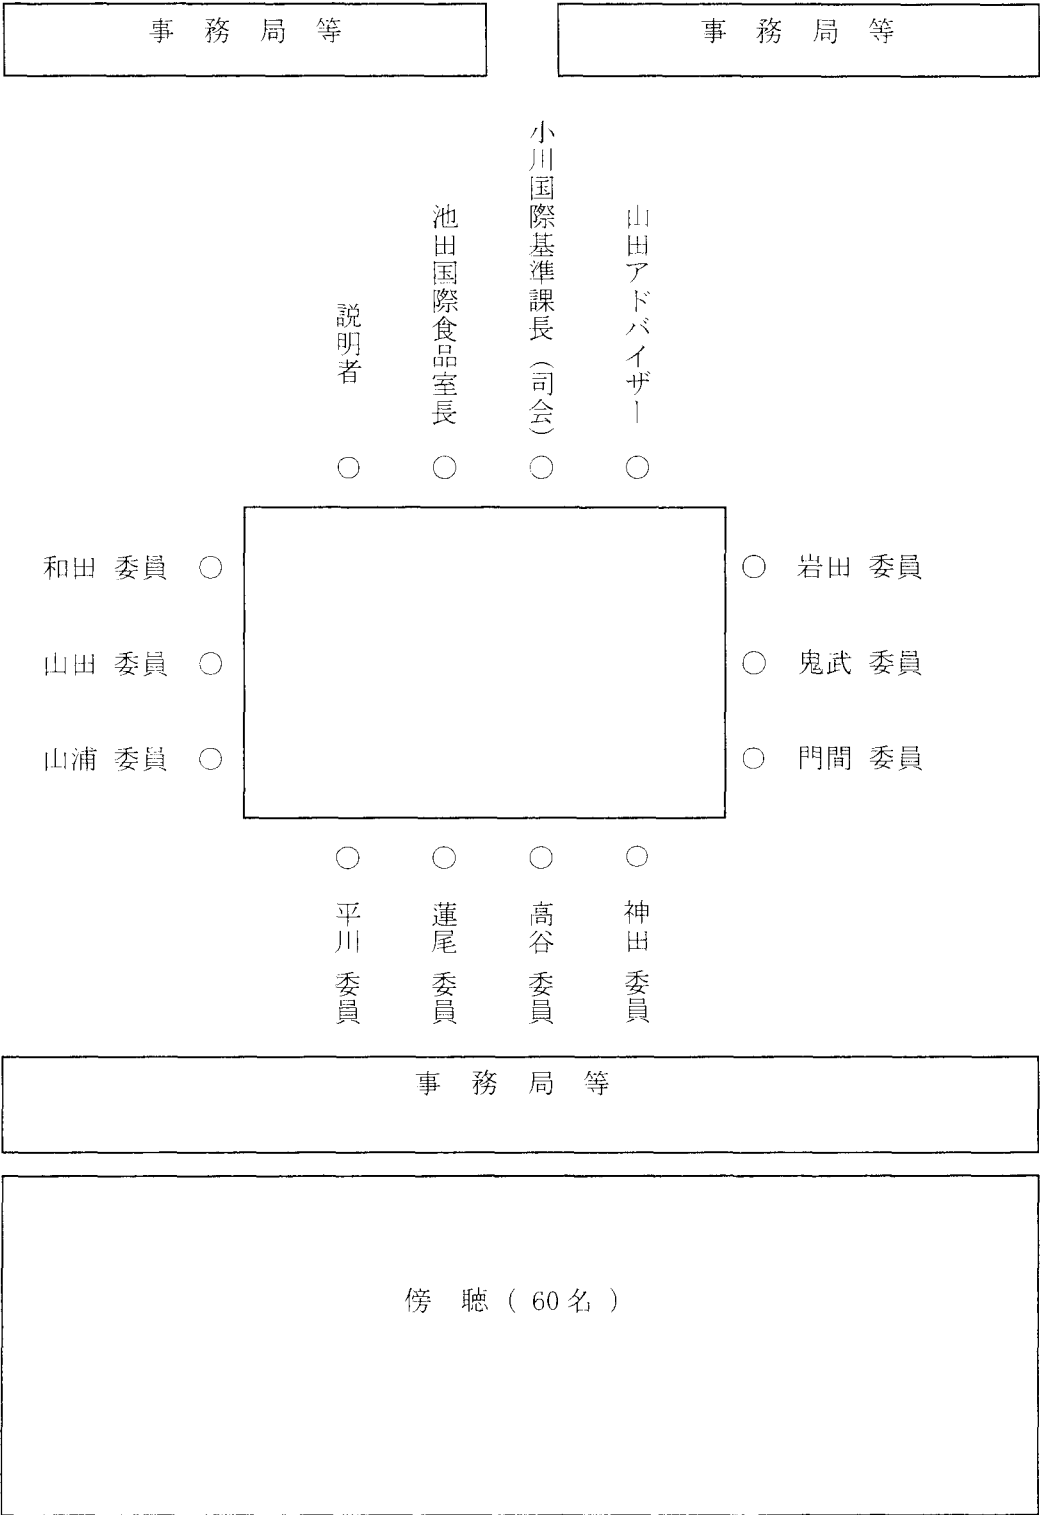 事 務 局 等
事 務 局 等
説明者
池田国際食品室長
小川国際基準課長（司会）
山田アドバイザー
○ ○ ○ ○
和田 委員 ○
○ 岩田 委員
山田 委員 ○
○ 鬼武 委員
山浦 委員 ○
○ 門間 委員
○ ○ ○ ○
平川 委員
蓮尾 委員
高谷 委員
神田 委員
事 務 局 等
傍 聴 （ 60名 ）